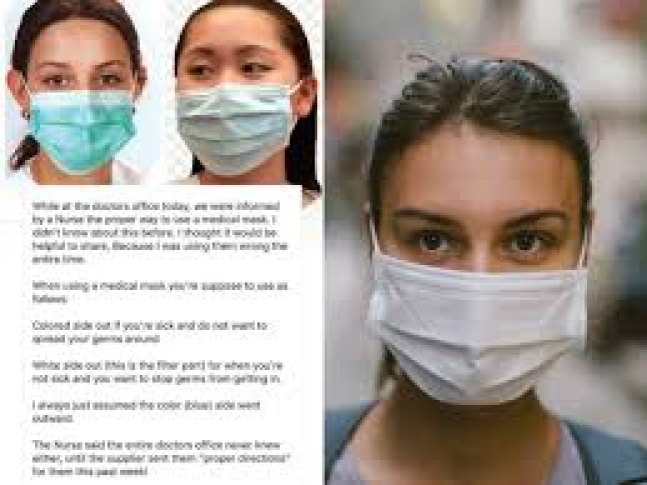 While at the doctors office today, we were informed
by a Nurse the proper way to use a medical mask. I
didn't know about this before, I thought it would be
helpful to share, Because I was using them wrong the
entire time.
When using a medical mask you're suppose to use as
follows:
Colored side out if you're sick and do not want to
spread your germs around
White side out (this is the filter part) for when you're
not sick and you want to stop germs from getting in.
I always just assumed the color (blue) side went
outward.
The Nurse said the entire doctors office never knew
either, until the supplier sent them "proper directions"
for them this past week!